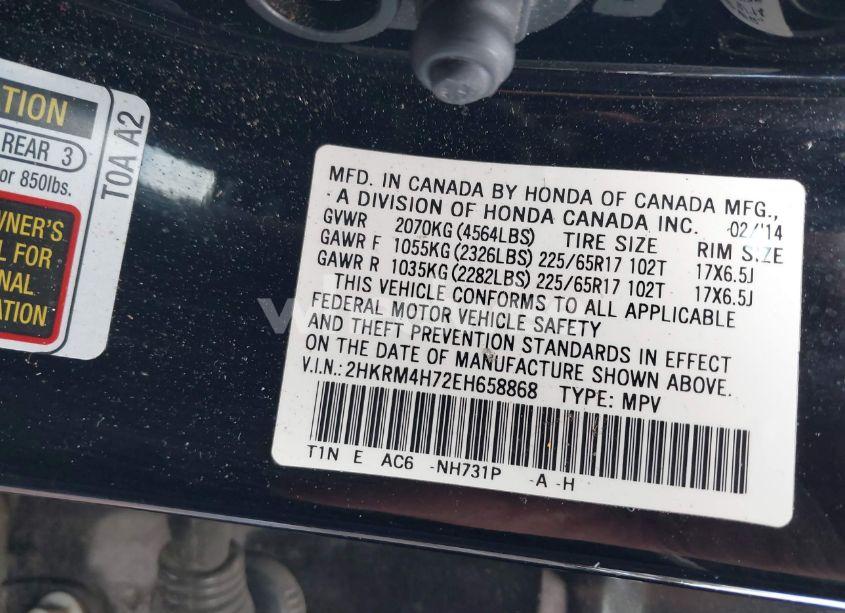 ATION
REAR 3
or 850lbs.
TOA A2
WNER'S
L FOR
ONAL
ATION
MFD. IN CANADA BY HONDA OF CANADA MFG.,
A DIVISION OF HONDA CANADA INC. 02/'14
GVWR 2070KG(4564LBS) TIRE SIZE RIM SIZE
GAWR F 1055KG(2326LBS) 225/65R17 102T 17X6.5J
GAWR R 1035KG(2282LBS) 225/65R17 102T 17X6.5J
THIS VEHICLE CONFORMS TO ALL APPLICABLE
FEDERAL MOTOR VEHICLE SAFETY
AND THEFT PREVENTION STANDARDS IN EFFECT
ON THE DATE OF MANUFACTURE SHOWN ABOVE.
V.I.N.: 2HKRM4H72EH658868 TYPE: MPV
T1N E AC6 -NH731P -A -H